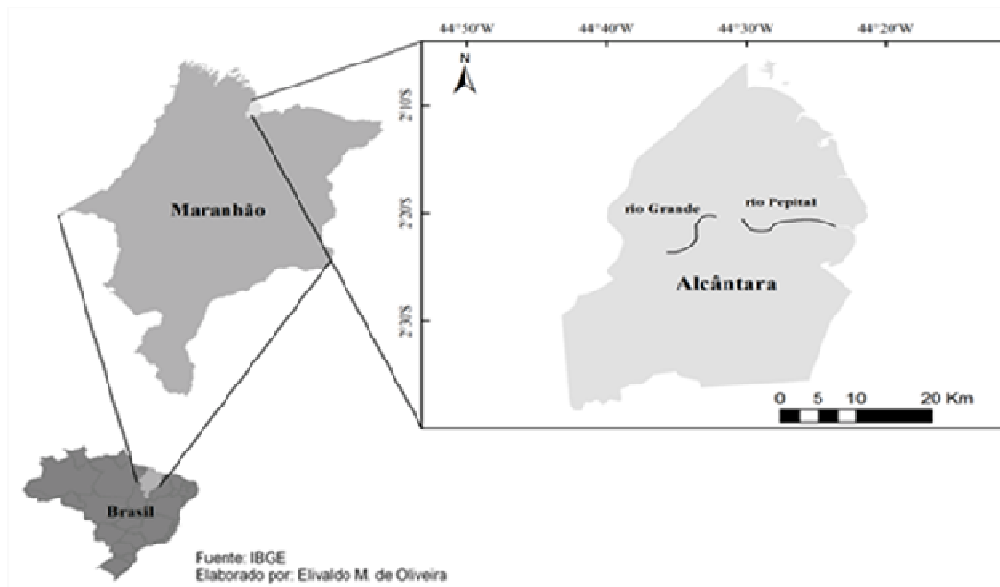 44°50'W 44°40'W 44°30'W 44°20'W
N
2°10'S
Maranhão
rio Pepital
rio Grande
2°20'S
Alcântara
2°30'S
0 5 10 20 Km
Brasil
Fuente: IBGE
Elaborado por: Elivaldo M. de Oliveira